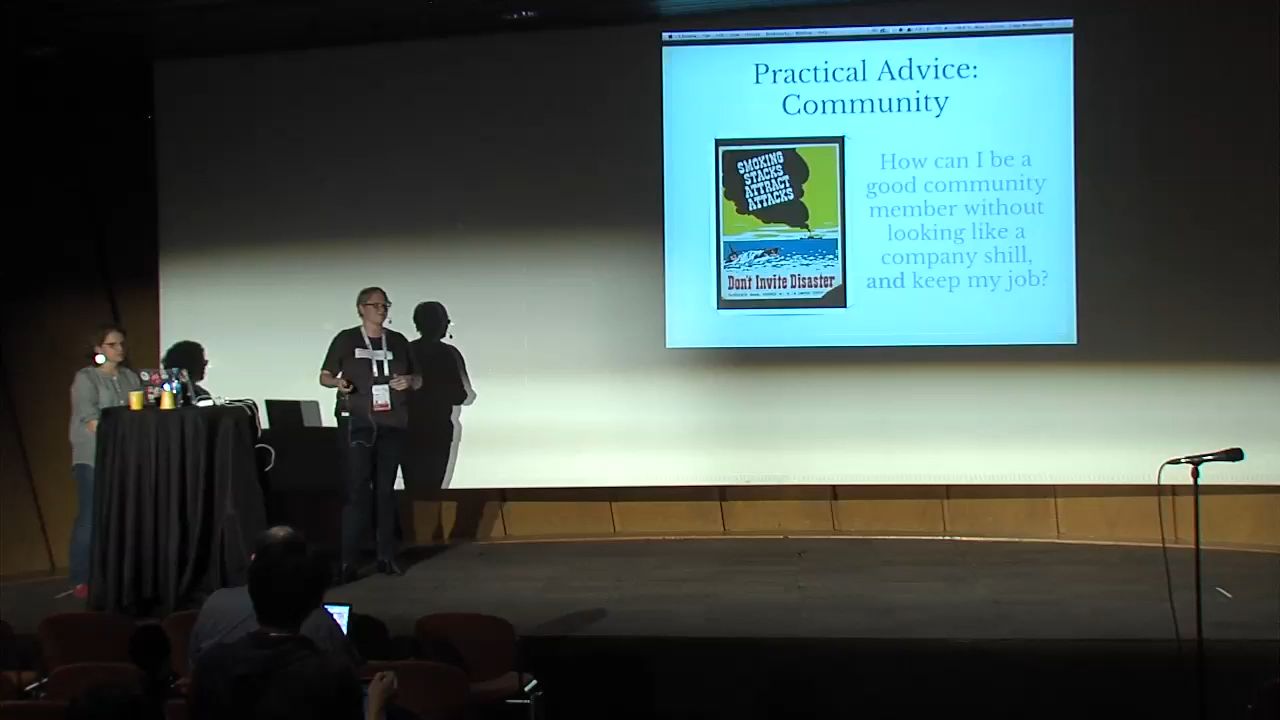 Practical Advice:
Community
SMOKING
STACKS
ATTRACT
ATTACKS
Don't Invite Disaster
How can I be a
good community
member without
looking like a
company shill,
and keep my job?